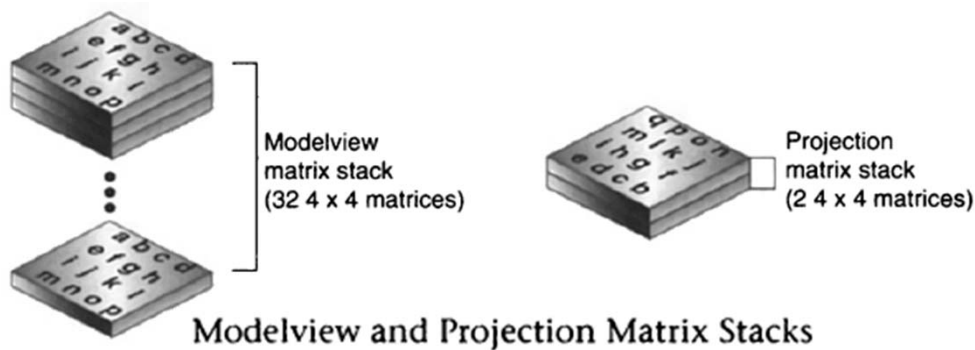 a b c d
e f g h
i j k l
m n o p
Modelview
matrix stack
(32 4 x 4 matrices)
a b c d
e f g h
i j k l
m n o p
q p o n
m l k j
i h g f
e d c b
Projection
matrix stack
(2 4 x 4 matrices)
Modelview and Projection Matrix Stacks